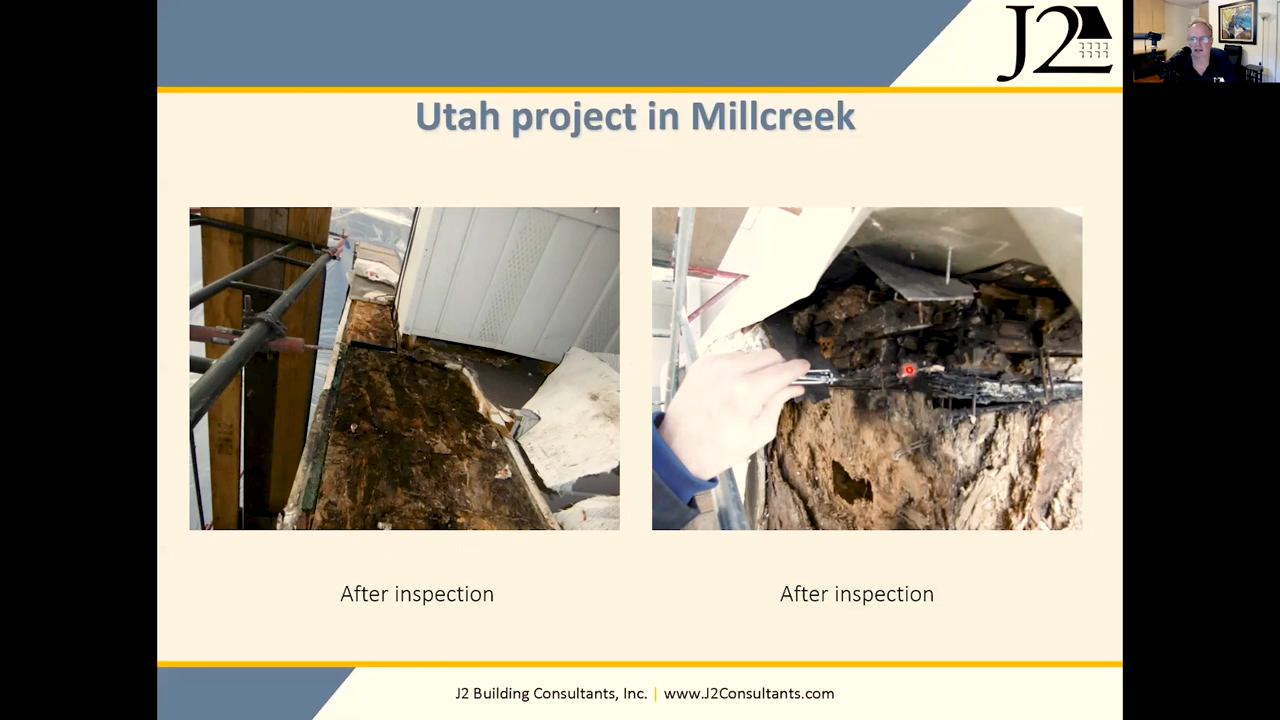 J2
Utah project in Millcreek
After inspection
After inspection
J2 Building Consultants, Inc. | www.J2Consultants.com